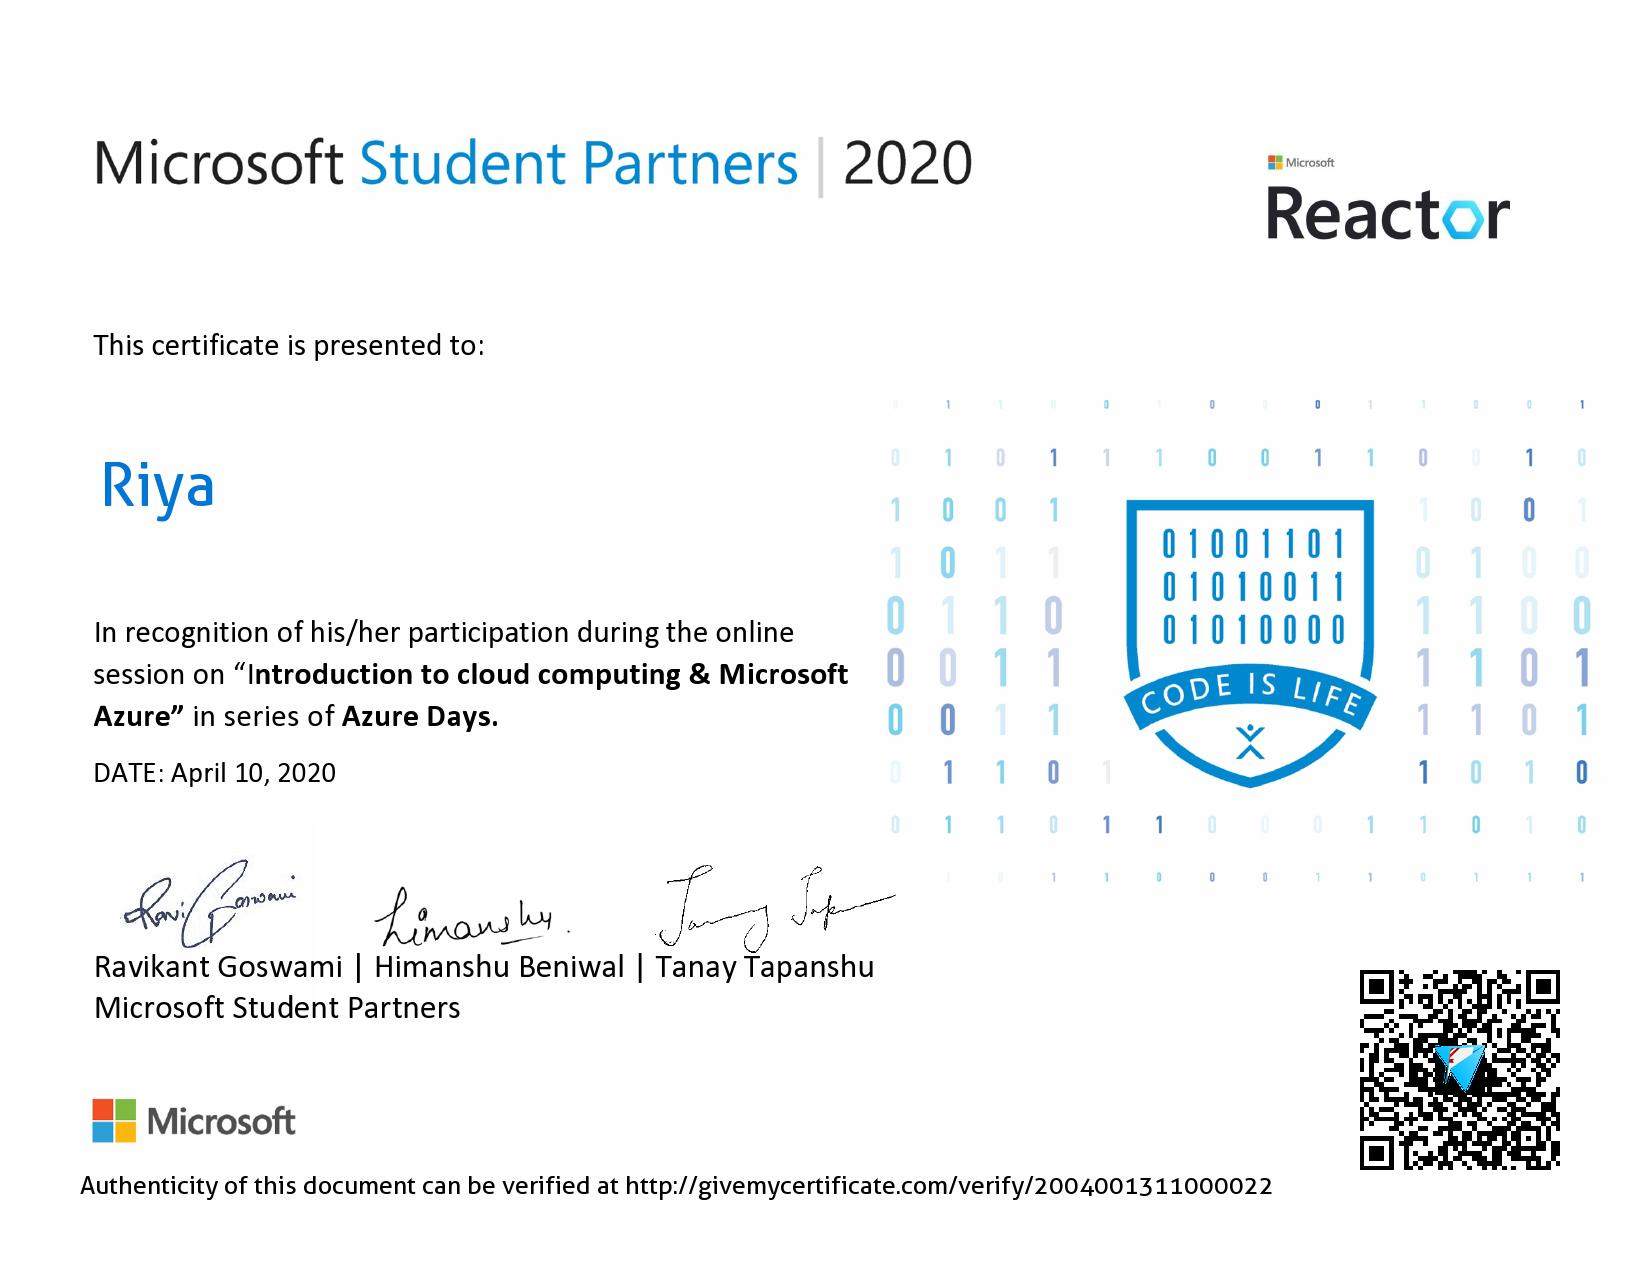 Microsoft Student Partners | 2020
Microsoft
Reactor
This certificate is presented to:
Riya
In recognition of his/her participation during the online
session on “Introduction to cloud computing & Microsoft
Azure” in series of Azure Days.
DATE: April 10, 2020
01001101
01010011
01010000
CODE IS LIFE
Ravi Goswami
Himanshu.
Tanay Tapanshu
Ravikant Goswami | Himanshu Beniwal | Tanay Tapanshu
Microsoft Student Partners
Microsoft
Authenticity of this document can be verified at http://givemycertificate.com/verify/2004001311000022